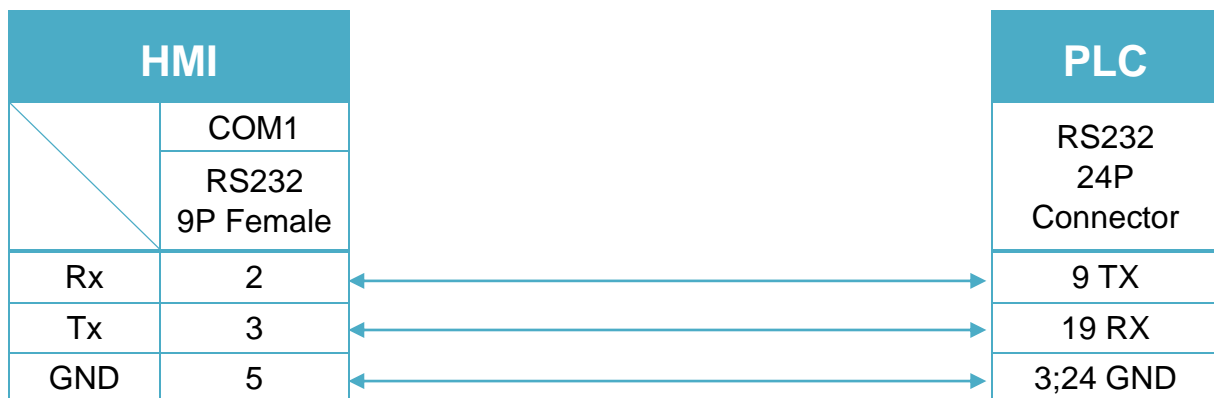 HMI
PLC
COM1
RS232
9P Female
RS232
24P
Connector
Rx 2 9 TX
Tx 3 19 RX
GND 5 3;24 GND